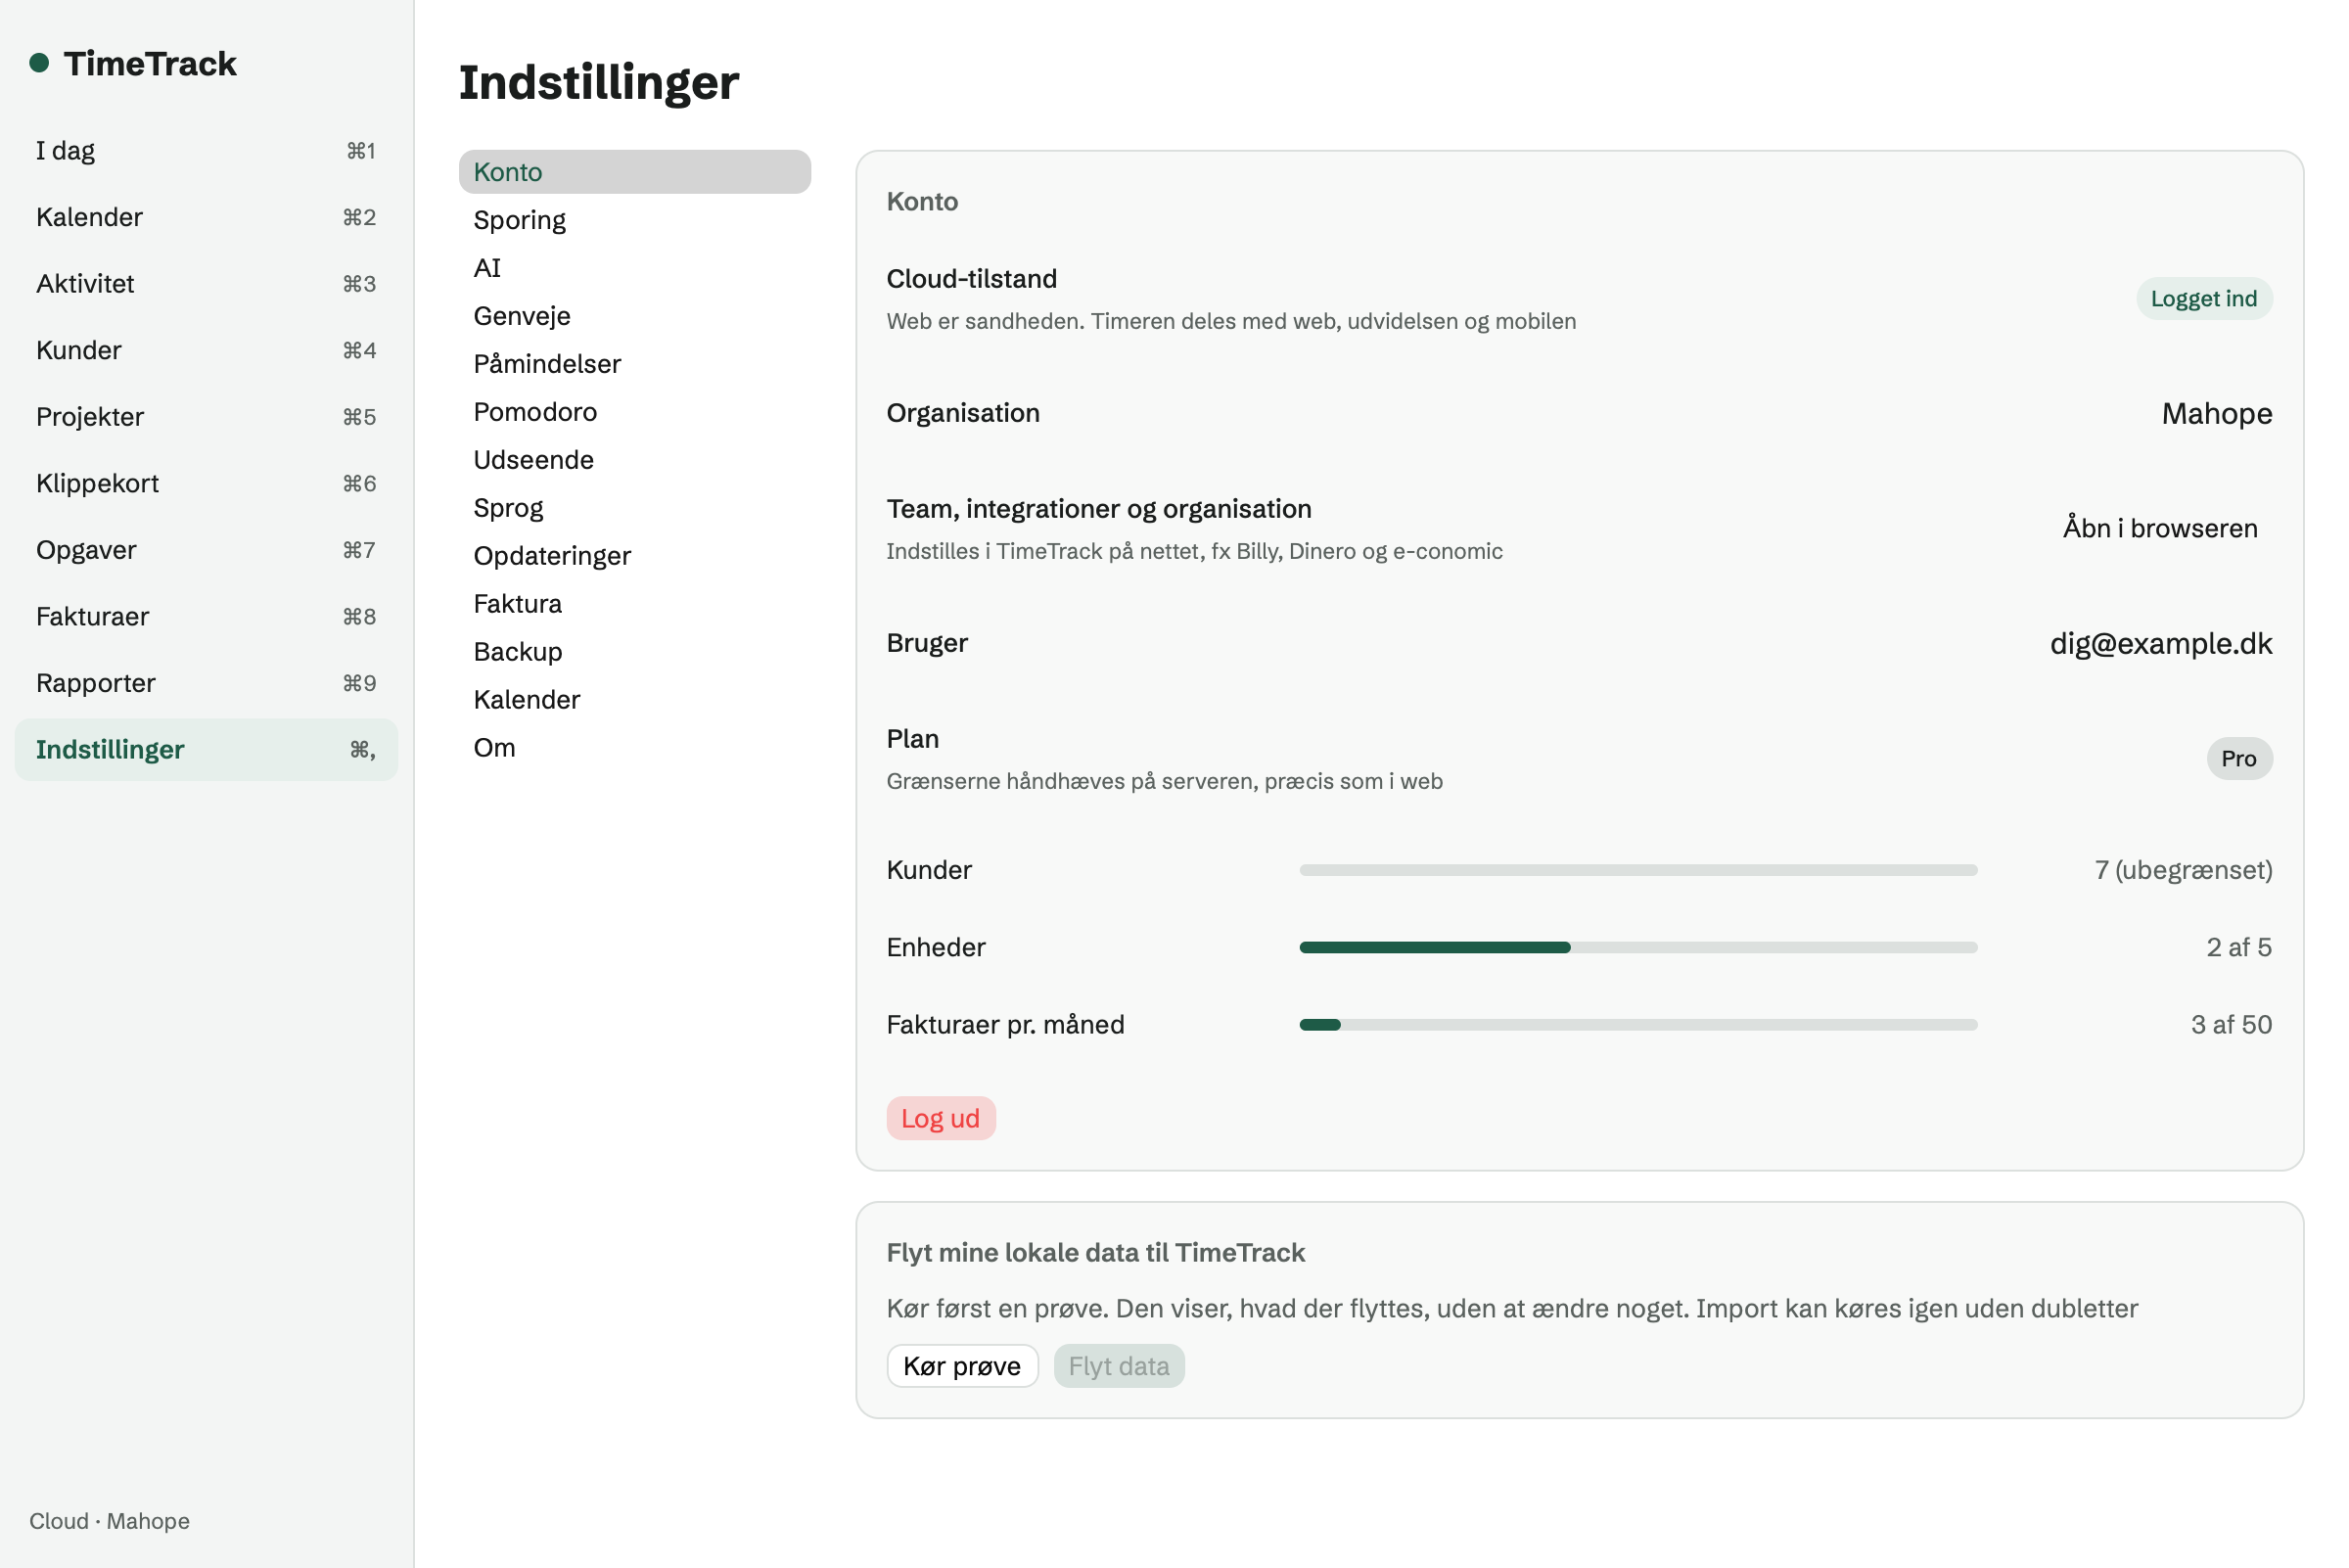 TimeTrack
I dag ⌘1
Kalender ⌘2
Aktivitet ⌘3
Kunder ⌘4
Projekter ⌘5
Klippekort ⌘6
Opgaver ⌘7
Fakturaer ⌘8
Rapporter ⌘9
Indstillinger ⌘,
Cloud · Mahope
Indstillinger
Konto
Sporing
AI
Genveje
Påmindelser
Pomodoro
Udseende
Sprog
Opdateringer
Faktura
Backup
Kalender
Om
Konto
Cloud-tilstand
Web er sandheden. Timeren deles med web, udvidelsen og mobilen
Logget ind
Organisation Mahope
Team, integrationer og organisation
Indstilles i TimeTrack på nettet, fx Billy, Dinero og e-conomic
Åbn i browseren
Bruger dig@example.dk
Plan
Grænserne håndhæves på serveren, præcis som i web
Pro
Kunder 7 (ubegrænset)
Enheder 2 af 5
Fakturaer pr. måned 3 af 50
Log ud
Flyt mine lokale data til TimeTrack
Kør først en prøve. Den viser, hvad der flyttes, uden at ændre noget. Import kan køres igen uden dubletter
Kør prøve Flyt data